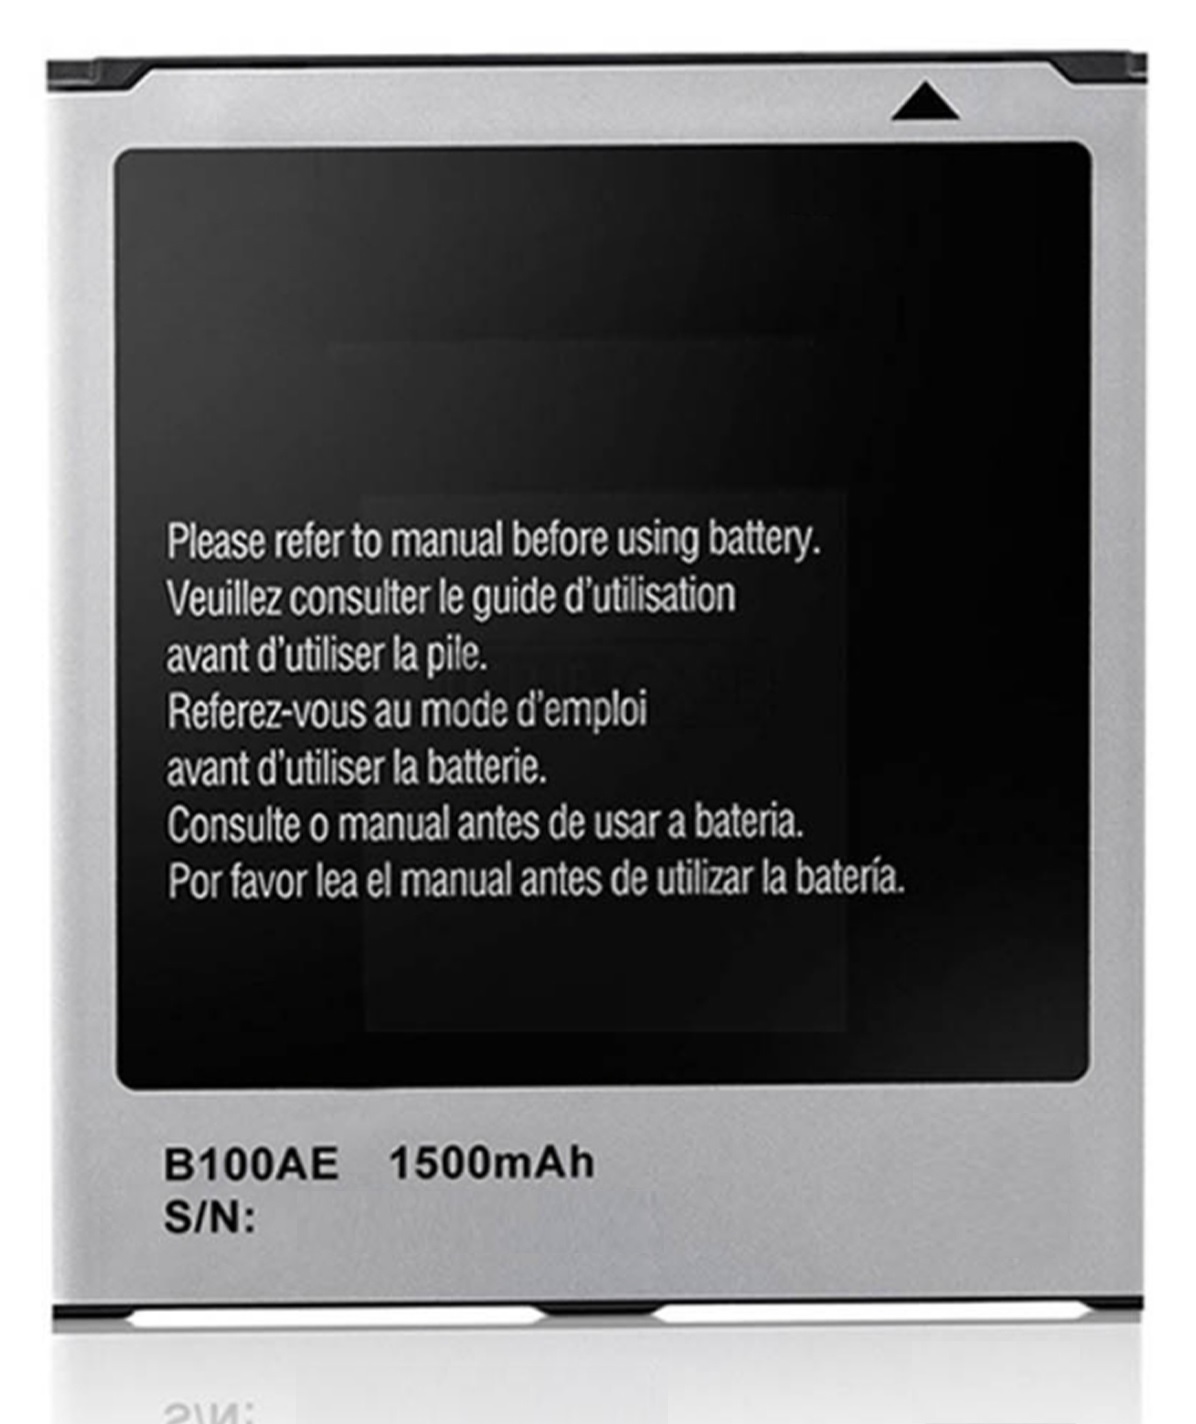 Please refer to manual before using battery.
Veuillez consulter le guide d'utilisation
avant d'utiliser la pile.
Referez-vous au mode d'emploi
avant d'utiliser la batterie.
Consulte o manual antes de usar a bateria.
Por favor lea el manual antes de utilizar la batería.
B100AE 1500mAh
S/N: